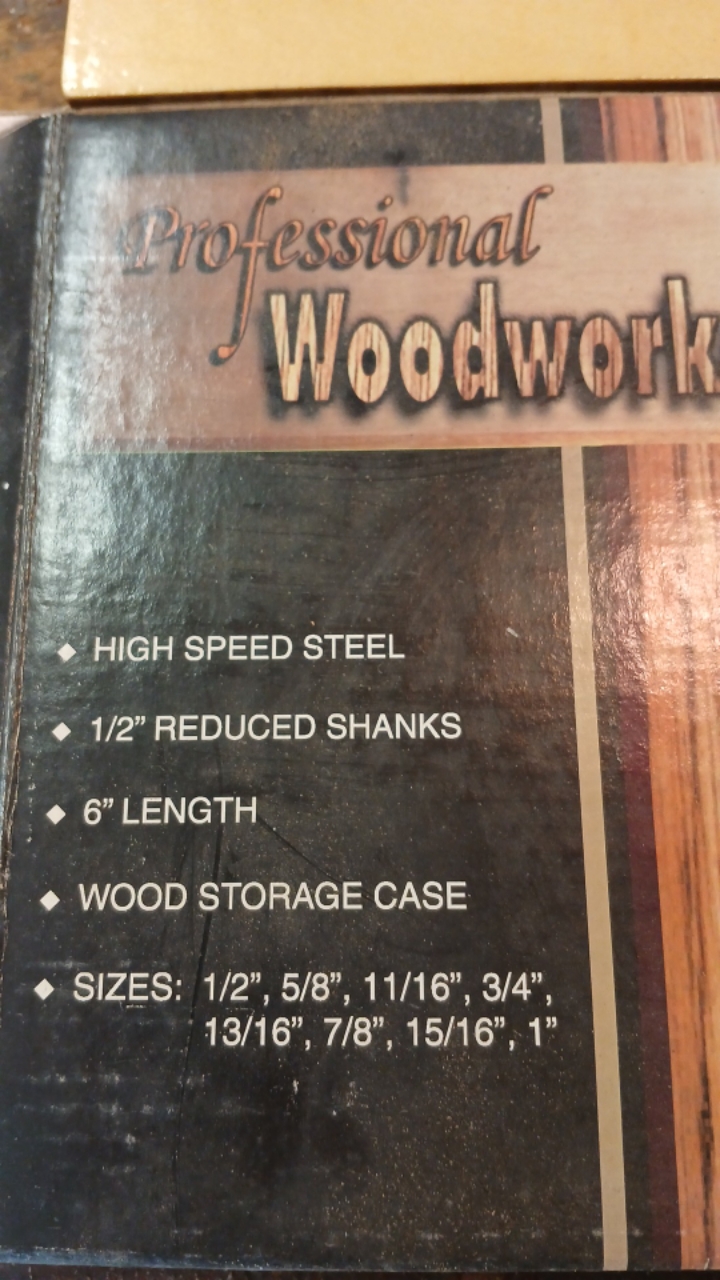 Professional
Woodwork
◆ HIGH SPEED STEEL
◆ 1/2” REDUCED SHANKS
◆ 6” LENGTH
◆ WOOD STORAGE CASE
◆ SIZES: 1/2”, 5/8”, 11/16”, 3/4”,
13/16”, 7/8”, 15/16”, 1”